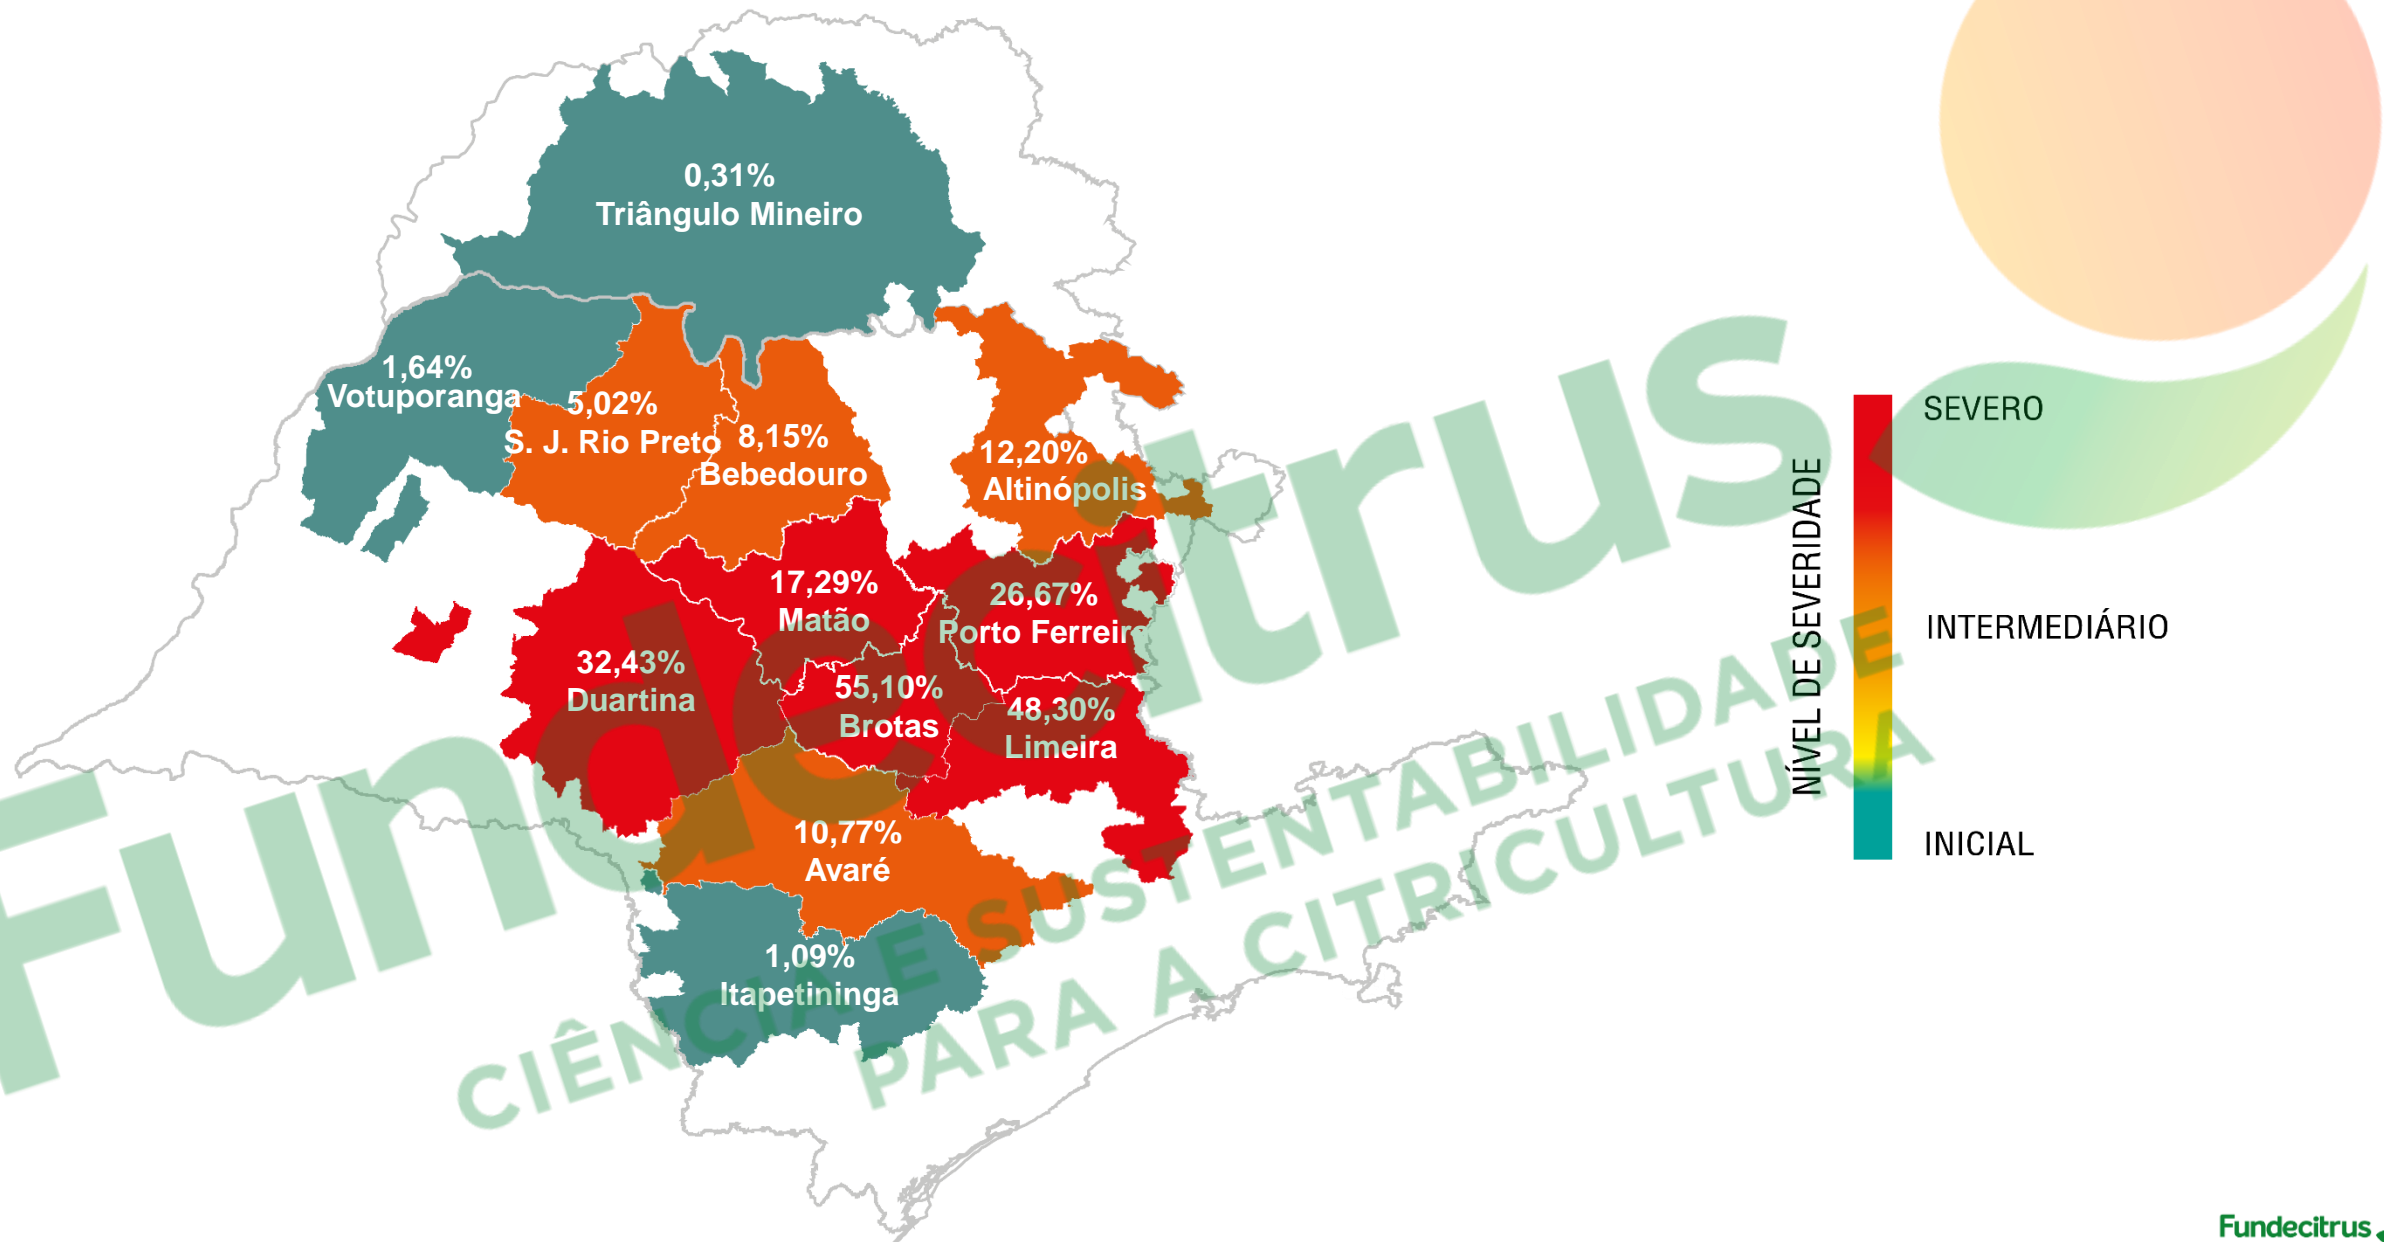 0,31%
Triângulo Mineiro
1,64%
Votuporanga
5,02%
S. J. Rio Preto
8,15%
Bebedouro
12,20%
Altinópolis
17,29%
Matão
26,67%
Porto Ferreira
32,43%
Duartina
55,10%
Brotas
48,30%
Limeira
10,77%
Avaré
1,09%
Itapetininga
NÍVEL DE SEVERIDADE
SEVERO
INTERMEDIÁRIO
INICIAL
Fundecitrus
CIÊNCIA E SUSTENTABILIDADE
PARA A CITRICULTURA
Fundecitrus